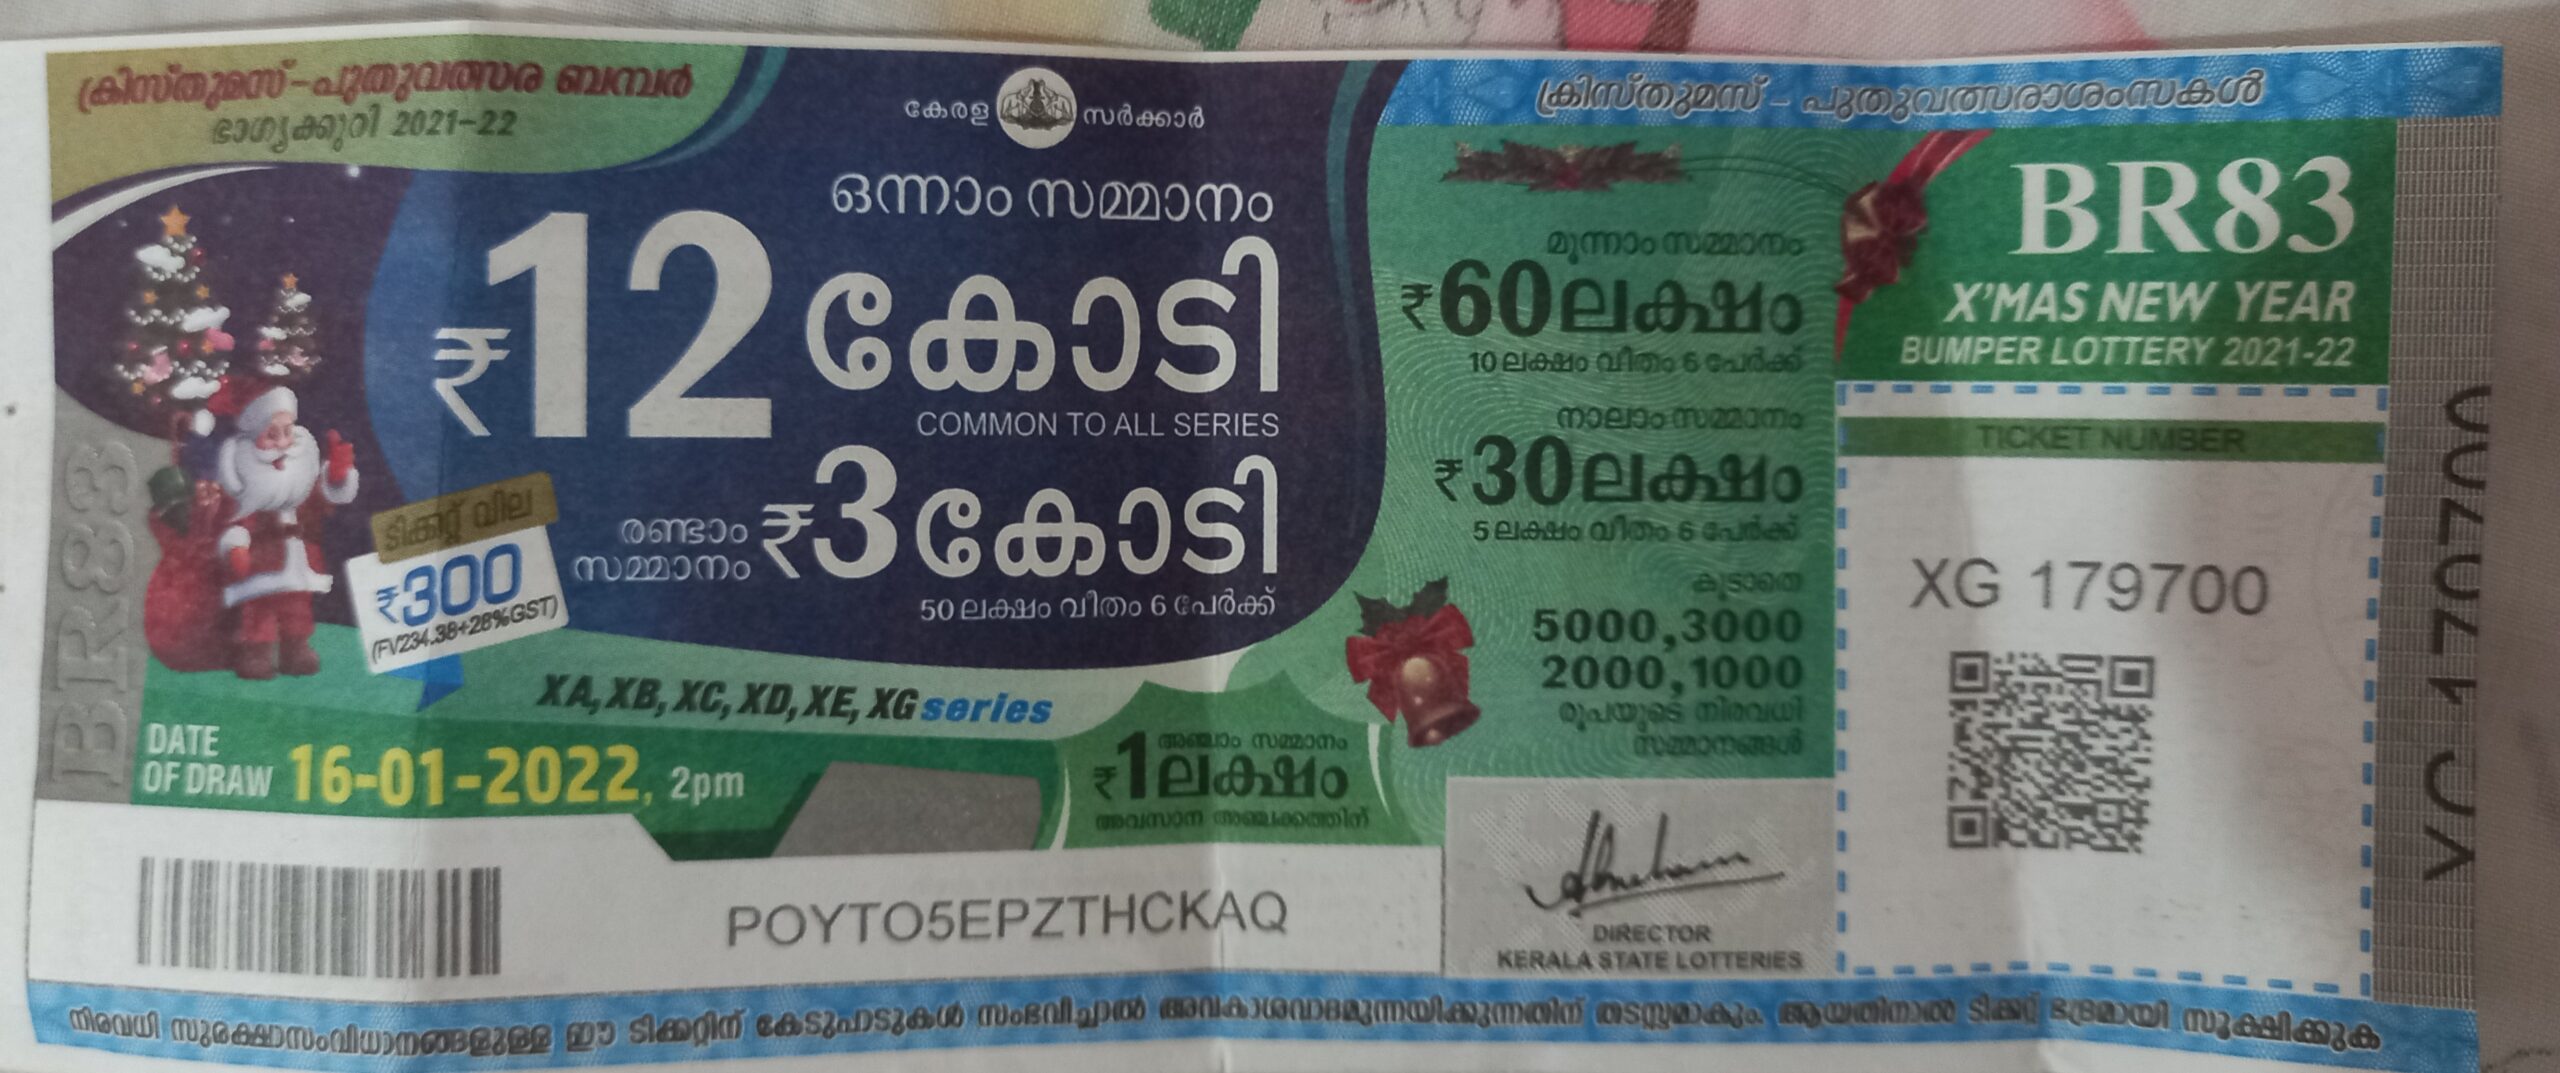 ക്രിസ്തുമസ്-പുതുവത്സര ബമ്പർ
ഭാഗ്യക്കുറി 2021-22
കേരള സർക്കാർ
ഒന്നാം സമ്മാനം
₹12 കോടി
COMMON TO ALL SERIES
രണ്ടാം സമ്മാനം ₹3 കോടി
50 ലക്ഷം വീതം 6 പേർക്ക്
ടിക്കറ്റ് വില
₹300
(FV234.38+28%GST)
XA, XB, XC, XD, XE, XG series
DATE OF DRAW 16-01-2022, 2pm
അഞ്ചാം സമ്മാനം
₹1 ലക്ഷം
അവസാന അഞ്ചക്കത്തിന്
BR83
POYTO5EPZTHCKAQ
ക്രിസ്തുമസ് - പുതുവത്സരാശംസകൾ
മൂന്നാം സമ്മാനം
₹60 ലക്ഷം
10 ലക്ഷം വീതം 6 പേർക്ക്
നാലാം സമ്മാനം
₹30 ലക്ഷം
5 ലക്ഷം വീതം 6 പേർക്ക്
കൂടാതെ
5000,3000
2000,1000
രൂപയുടെ നിരവധി
സമ്മാനങ്ങൾ
DIRECTOR
KERALA STATE LOTTERIES
BR83
X'MAS NEW YEAR
BUMPER LOTTERY 2021-22
TICKET NUMBER
XG 179700
നിരവധി സുരക്ഷാസംവിധാനങ്ങളുള്ള ഈ ടിക്കറ്റിന് കേടുപാടുകൾ സംഭവിച്ചാൽ അവകാശവാദമുന്നയിക്കുന്നതിന് തടസ്സമാകും. ആയതിനാൽ ടിക്കറ്റ് ഭദ്രമായി സൂക്ഷിക്കുക